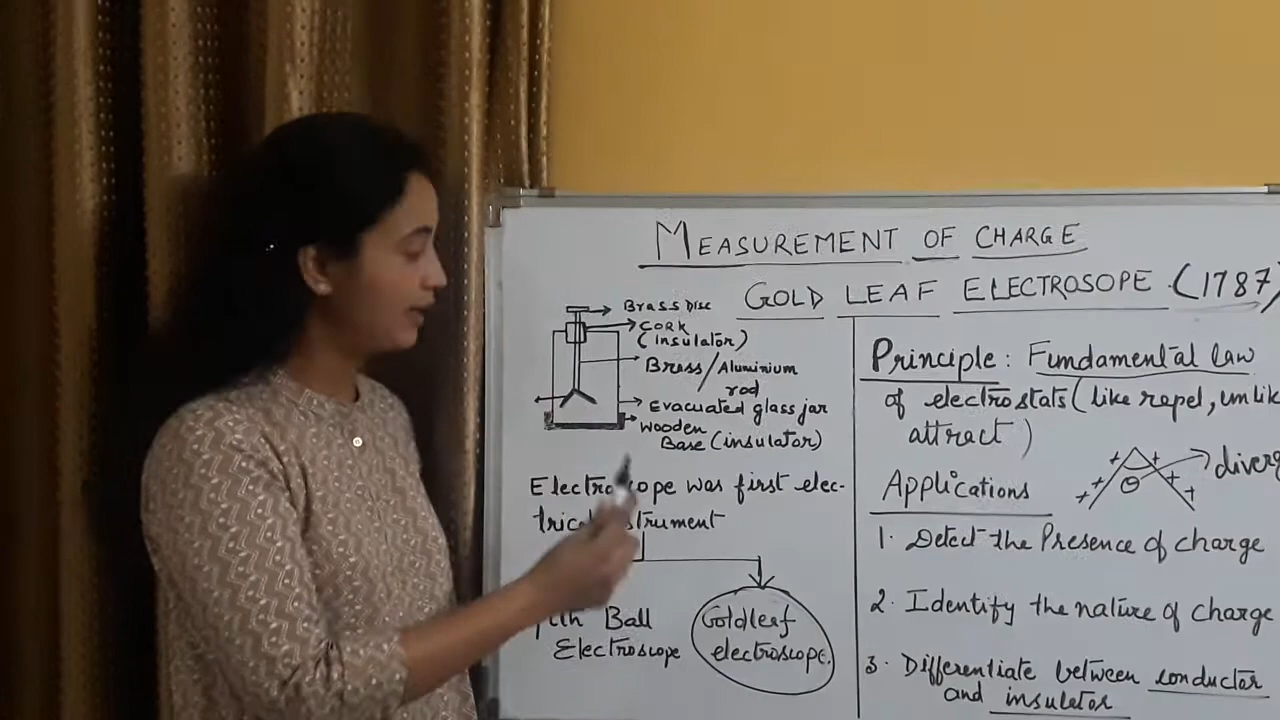 MEASUREMENT OF CHARGE
GOLD LEAF ELECTROSOPE (1787)
Brass Disc
CORK
(insulator)
Brass/Aluminium
rod
Evacuated glass jar
Wooden
Base (insulator)
Electroscope was first elec-
trical instrument
Pith Ball
Electroscope
Goldleaf
electroscope.
Principle: Fundamental law
of electrostats (like repel, unlik
attract)
+ + + + + +
θ
diverg
Applications
1. Detect the Presence of charge
2. Identify the nature of charge
3. Differentiate between conductor
and insulator